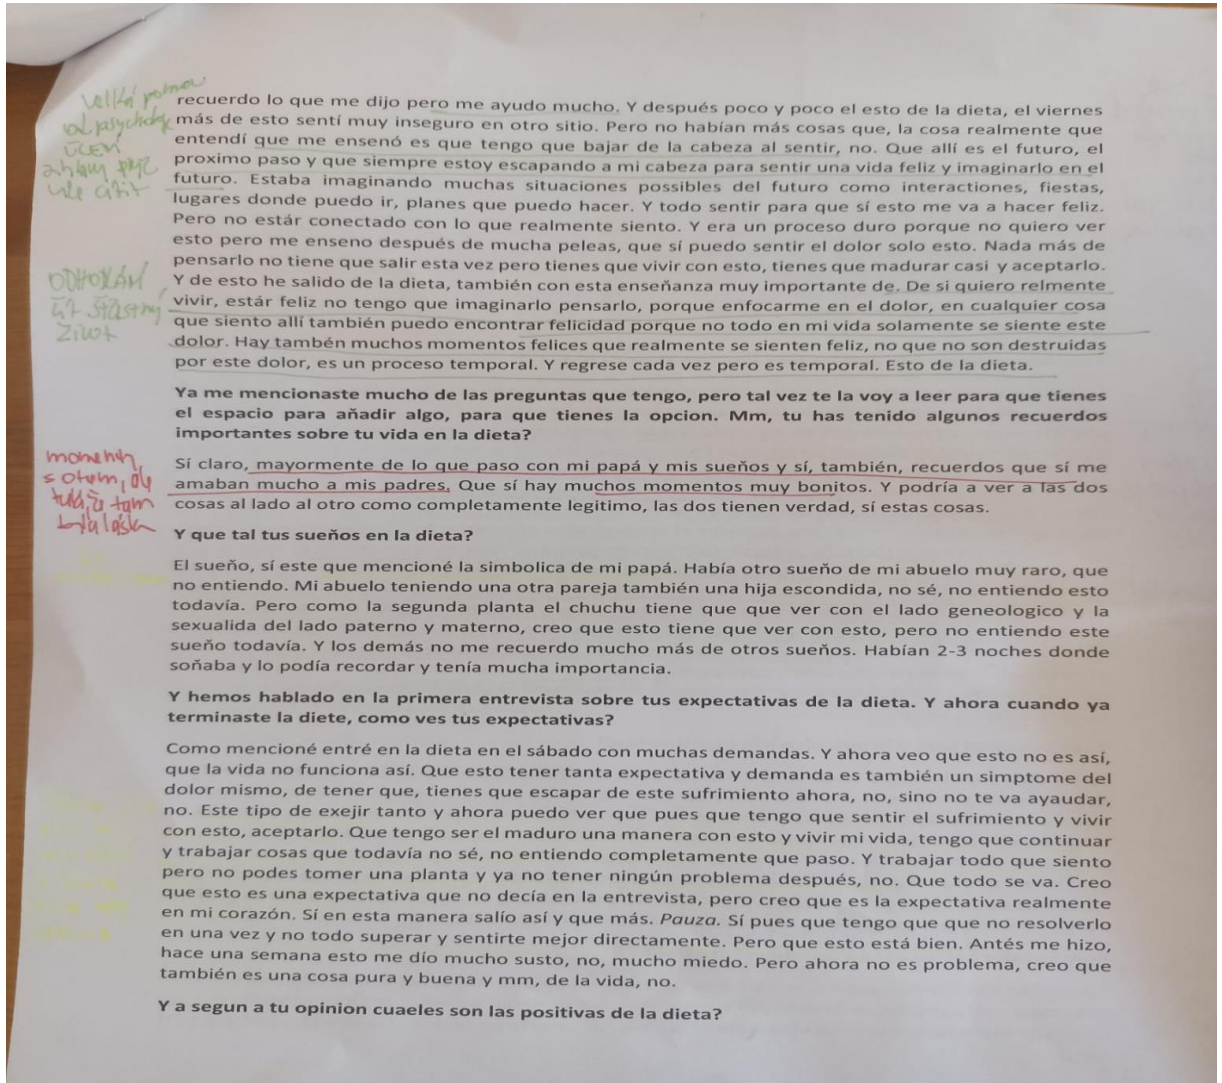 recuerdo lo que me dijo pero me ayudo mucho. Y después poco y poco el esto de la dieta, el viernes
más de esto sentí muy inseguro en otro sitio. Pero no habían más cosas que, la cosa realmente que
entendí que me ensenó es que tengo que bajar de la cabeza al sentir, no. Que allí es el futuro, el
proximo paso y que siempre estoy escapando a mi cabeza para sentir una vida feliz y imaginarlo en el
futuro. Estaba imaginando muchas situaciones possibles del futuro como interactiones, fiestas,
lugares donde puedo ir, planes que puedo hacer. Y todo sentir para que sí esto me va a hacer feliz.
Pero no estár conectado con lo que realmente siento. Y era un proceso duro porque no quiero ver
esto pero me enseno después de mucha peleas, que sí puedo sentir el dolor solo esto. Nada más de
pensarlo no tiene que salir esta vez pero tienes que vivir con esto, tienes que madurar casi y aceptarlo.
Y de esto he salido de la dieta, también con esta enseñanza muy importante de. De si quiero relmente
vivir, estár feliz no tengo que imaginarlo pensarlo, porque enfocarme en el dolor, en cualquier cosa
que siento allí también puedo encontrar felicidad porque no todo en mi vida solamente se siente este
dolor. Hay tambén muchos momentos felices que realmente se sienten feliz, no que no son destruidas
por este dolor, es un proceso temporal. Y regrese cada vez pero es temporal. Esto de la dieta.
Ya me mencionaste mucho de las preguntas que tengo, pero tal vez te la voy a leer para que tienes
el espacio para añadir algo, para que tienes la opcion. Mm, tu has tenido algunos recuerdos
importantes sobre tu vida en la dieta?
momenty
s otcem, ale
také, že tam
byla láska
Sí claro, mayormente de lo que paso con mi papá y mis sueños y sí, también, recuerdos que sí me
amaban mucho a mis padres. Que sí hay muchos momentos muy bonitos. Y podría a ver a las dos
cosas al lado al otro como completamente legitimo, las dos tienen verdad, sí estas cosas.
Y que tal tus sueños en la dieta?
El sueño, sí este que mencioné la simbolica de mi papá. Había otro sueño de mi abuelo muy raro, que
no entiendo. Mi abuelo teniendo una otra pareja también una hija escondida, no sé, no entiendo esto
todavía. Pero como la segunda planta el chuchu tiene que que ver con el lado geneologico y la
sexualida del lado paterno y materno, creo que esto tiene que ver con esto, pero no entiendo este
sueño todavía. Y los demás no me recuerdo mucho más de otros sueños. Habían 2-3 noches donde
soñaba y lo podía recordar y tenía mucha importancia.
Y hemos hablado en la primera entrevista sobre tus expectativas de la dieta. Y ahora cuando ya
terminaste la diete, como ves tus expectativas?
Como mencioné entré en la dieta en el sábado con muchas demandas. Y ahora veo que esto no es así,
que la vida no funciona así. Que esto tener tanta expectativa y demanda es también un simptome del
dolor mismo, de tener que, tienes que escapar de este sufrimiento ahora, no, sino no te va ayaudar,
no. Este tipo de exejir tanto y ahora puedo ver que pues que tengo que sentir el sufrimiento y vivir
con esto, aceptarlo. Que tengo ser el maduro una manera con esto y vivir mi vida, tengo que continuar
y trabajar cosas que todavía no sé, no entiendo completamente que paso. Y trabajar todo que siento
pero no podes tomer una planta y ya no tener ningún problema después, no. Que todo se va. Creo
que esto es una expectativa que no decía en la entrevista, pero creo que es la expectativa realmente
en mi corazón. Sí en esta manera salío así y que más. Pauza. Sí pues que tengo que que no resolverlo
en una vez y no todo superar y sentirte mejor directamente. Pero que esto está bien. Antés me hizo,
hace una semana esto me dío mucho susto, no, mucho miedo. Pero ahora no es problema, creo que
también es una cosa pura y buena y mm, de la vida, no.
Y a segun a tu opinion cuaeles son las positivas de la dieta?